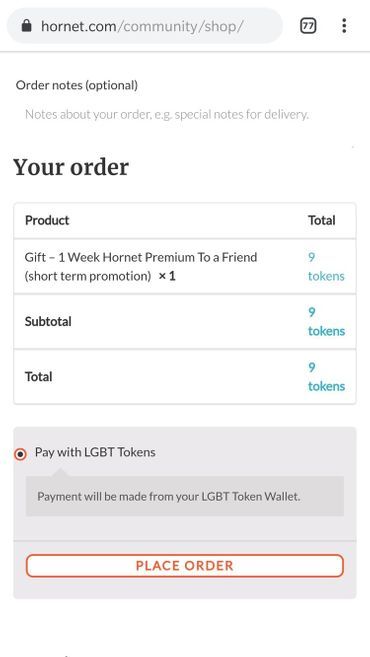 hornet.com/community/shop/
77
Order notes (optional)
Notes about your order, e.g. special notes for delivery.
Your order
Product Total
Gift – 1 Week Hornet Premium To a Friend 9
(short term promotion) × 1 tokens
Subtotal 9
tokens
Total 9
tokens
Pay with LGBT Tokens
Payment will be made from your LGBT Token Wallet.
PLACE ORDER